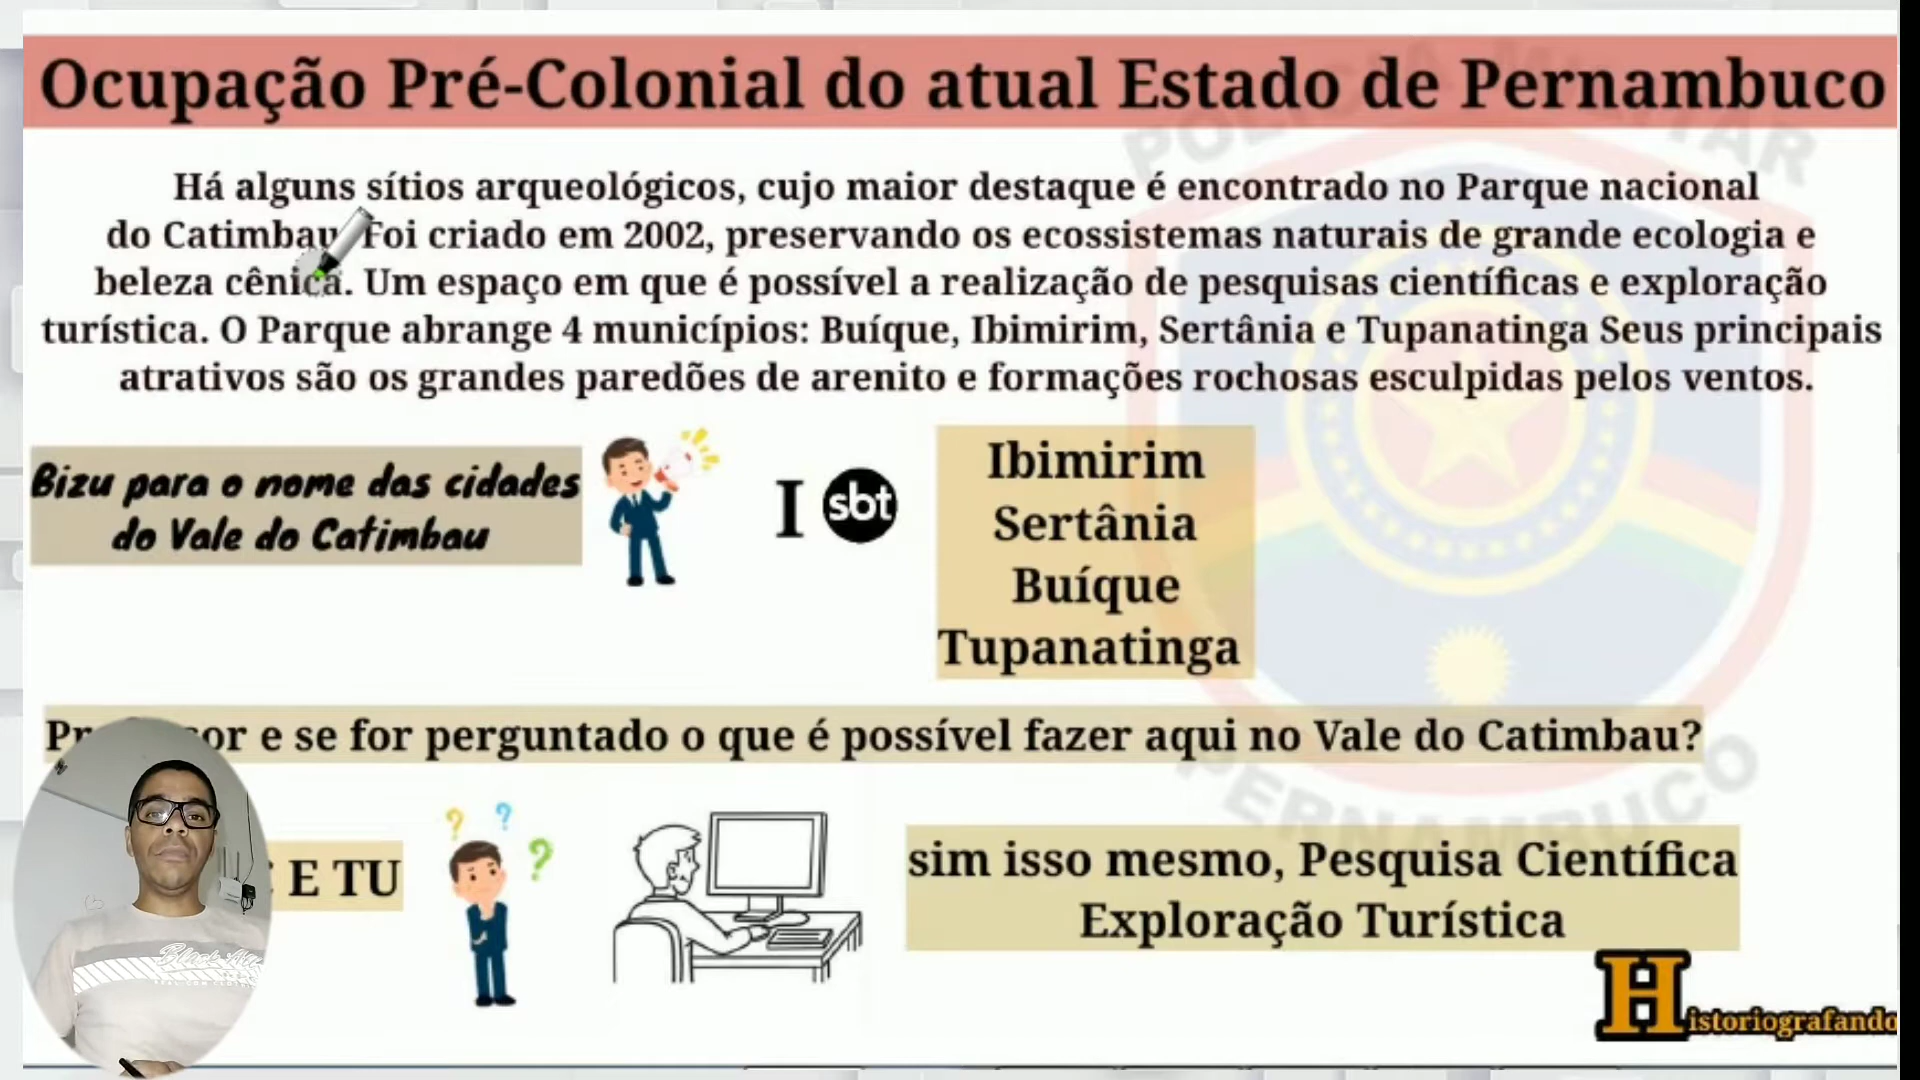 Ocupação Pré-Colonial do atual Estado de Pernambuco
Há alguns sítios arqueológicos, cujo maior destaque é encontrado no Parque nacional
do Catimbau Foi criado em 2002, preservando os ecossistemas naturais de grande ecologia e
beleza cênica. Um espaço em que é possível a realização de pesquisas científicas e exploração
turística. O Parque abrange 4 municípios: Buíque, Ibimirim, Sertânia e Tupanatinga Seus principais
atrativos são os grandes paredões de arenito e formações rochosas esculpidas pelos ventos.
Bizu para o nome das cidades
do Vale do Catimbau
I sbt
Ibimirim
Sertânia
Buíque
Tupanatinga
e se for perguntado o que é possível fazer aqui no Vale do Catimbau?
E TU
sim isso mesmo, Pesquisa Científica
Exploração Turística
Historiografando
POLÍCIA MILITAR
PERNAMBUCO